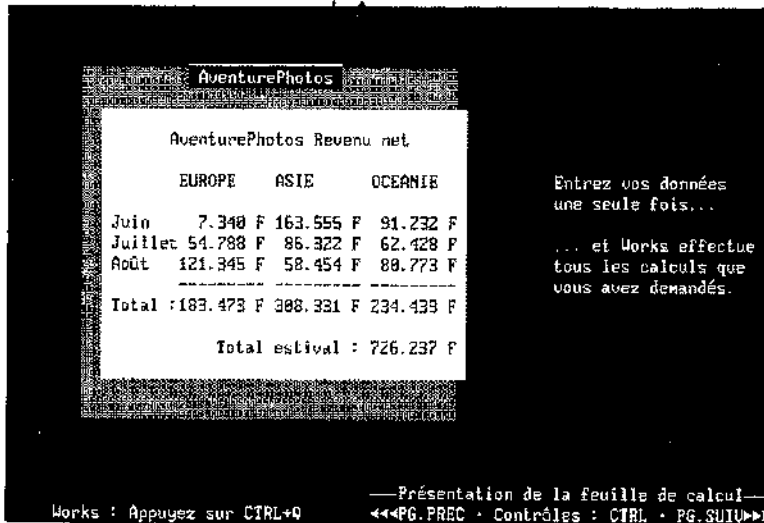 AventurePhotos
AventurePhotos Revenu net
EUROPE ASIE OCEANIE
Juin 7.340 F 163.555 F 91.232 F
Juillet 54.788 F 86.322 F 62.428 F
Août 121.345 F 58.454 F 80.773 F
-------------------------------
Total :183.473 F 308.331 F 234.433 F
Total estival : 726.237 F
Entrez vos données
une seule fois...
... et Works effectue
tous les calculs que
vous avez demandés.
Présentation de la feuille de calcul
Works : Appuyez sur CTRL+Q ◄◄◄PG.PREC · Contrôles : CTRL · PG.SUIV►►